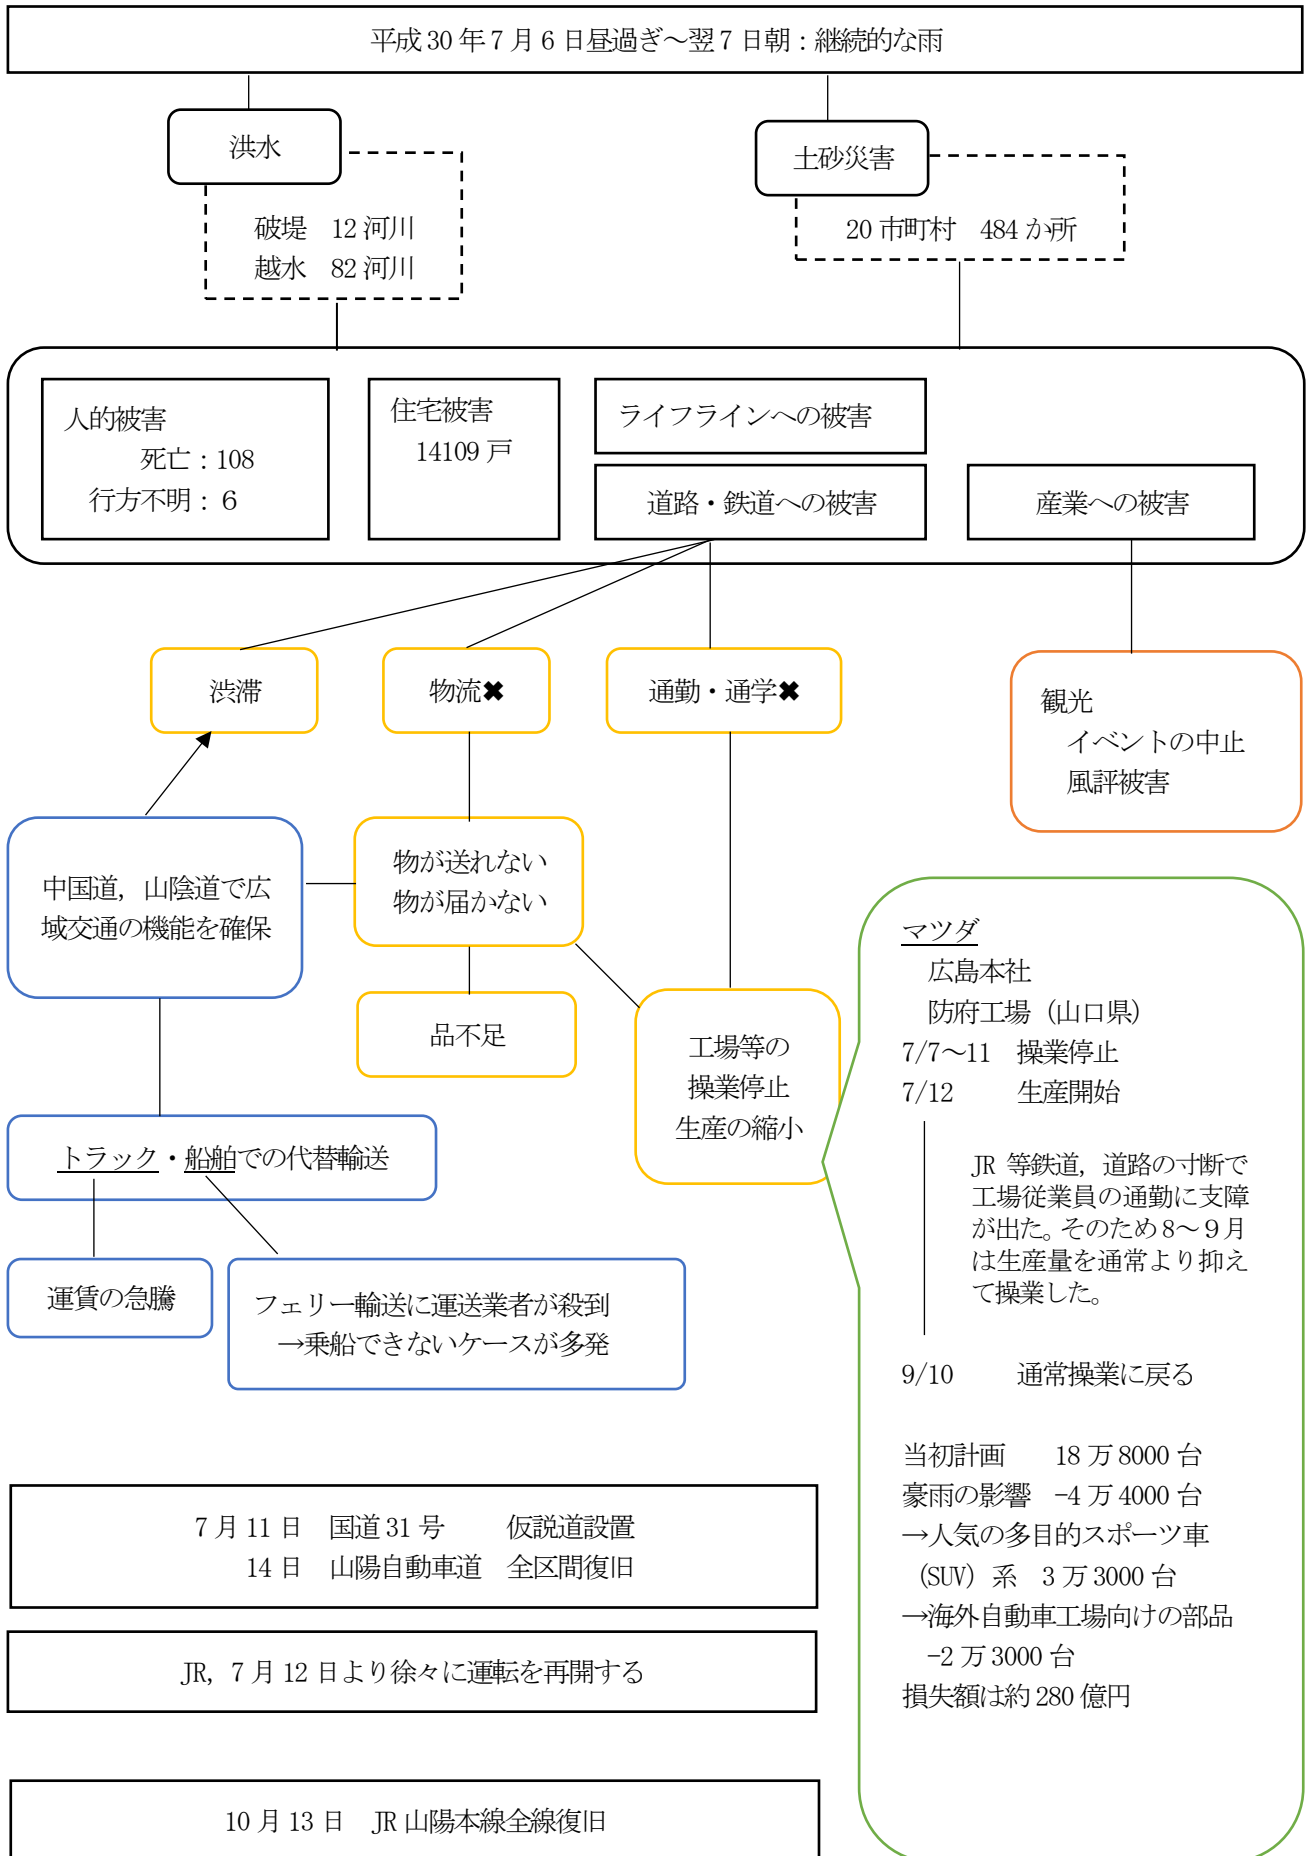 平成30年7月6日昼過ぎ～翌7日朝：継続的な雨
洪水
破堤　12河川
越水　82河川
土砂災害
20市町村　484か所
人的被害
死亡：108
行方不明：６
住宅被害
14109戸
ライフラインへの被害
道路・鉄道への被害
産業への被害
渋滞
物流✖
通勤・通学✖
観光
イベントの中止
風評被害
中国道，山陰道で広
域交通の機能を確保
物が送れない
物が届かない
品不足
工場等の
操業停止
生産の縮小
トラック・船舶での代替輸送
運賃の急騰
フェリー輸送に運送業者が殺到
→乗船できないケースが多発
マツダ
広島本社
防府工場（山口県）
7/7～11　操業停止
7/12　　生産開始
JR 等鉄道，道路の寸断で
工場従業員の通勤に支障
が出た。そのため8～９月
は生産量を通常より抑え
て操業した。
9/10　　通常操業に戻る
当初計画　　18万8000台
豪雨の影響　-4万4000台
→人気の多目的スポーツ車
（SUV）系　3万3000台
→海外自動車工場向けの部品
-2万3000台
損失額は約280億円
7月11日　国道31号　　仮説道設置
14日　山陽自動車道　全区間復旧
JR，7月12日より徐々に運転を再開する
10月13日　JR山陽本線全線復旧